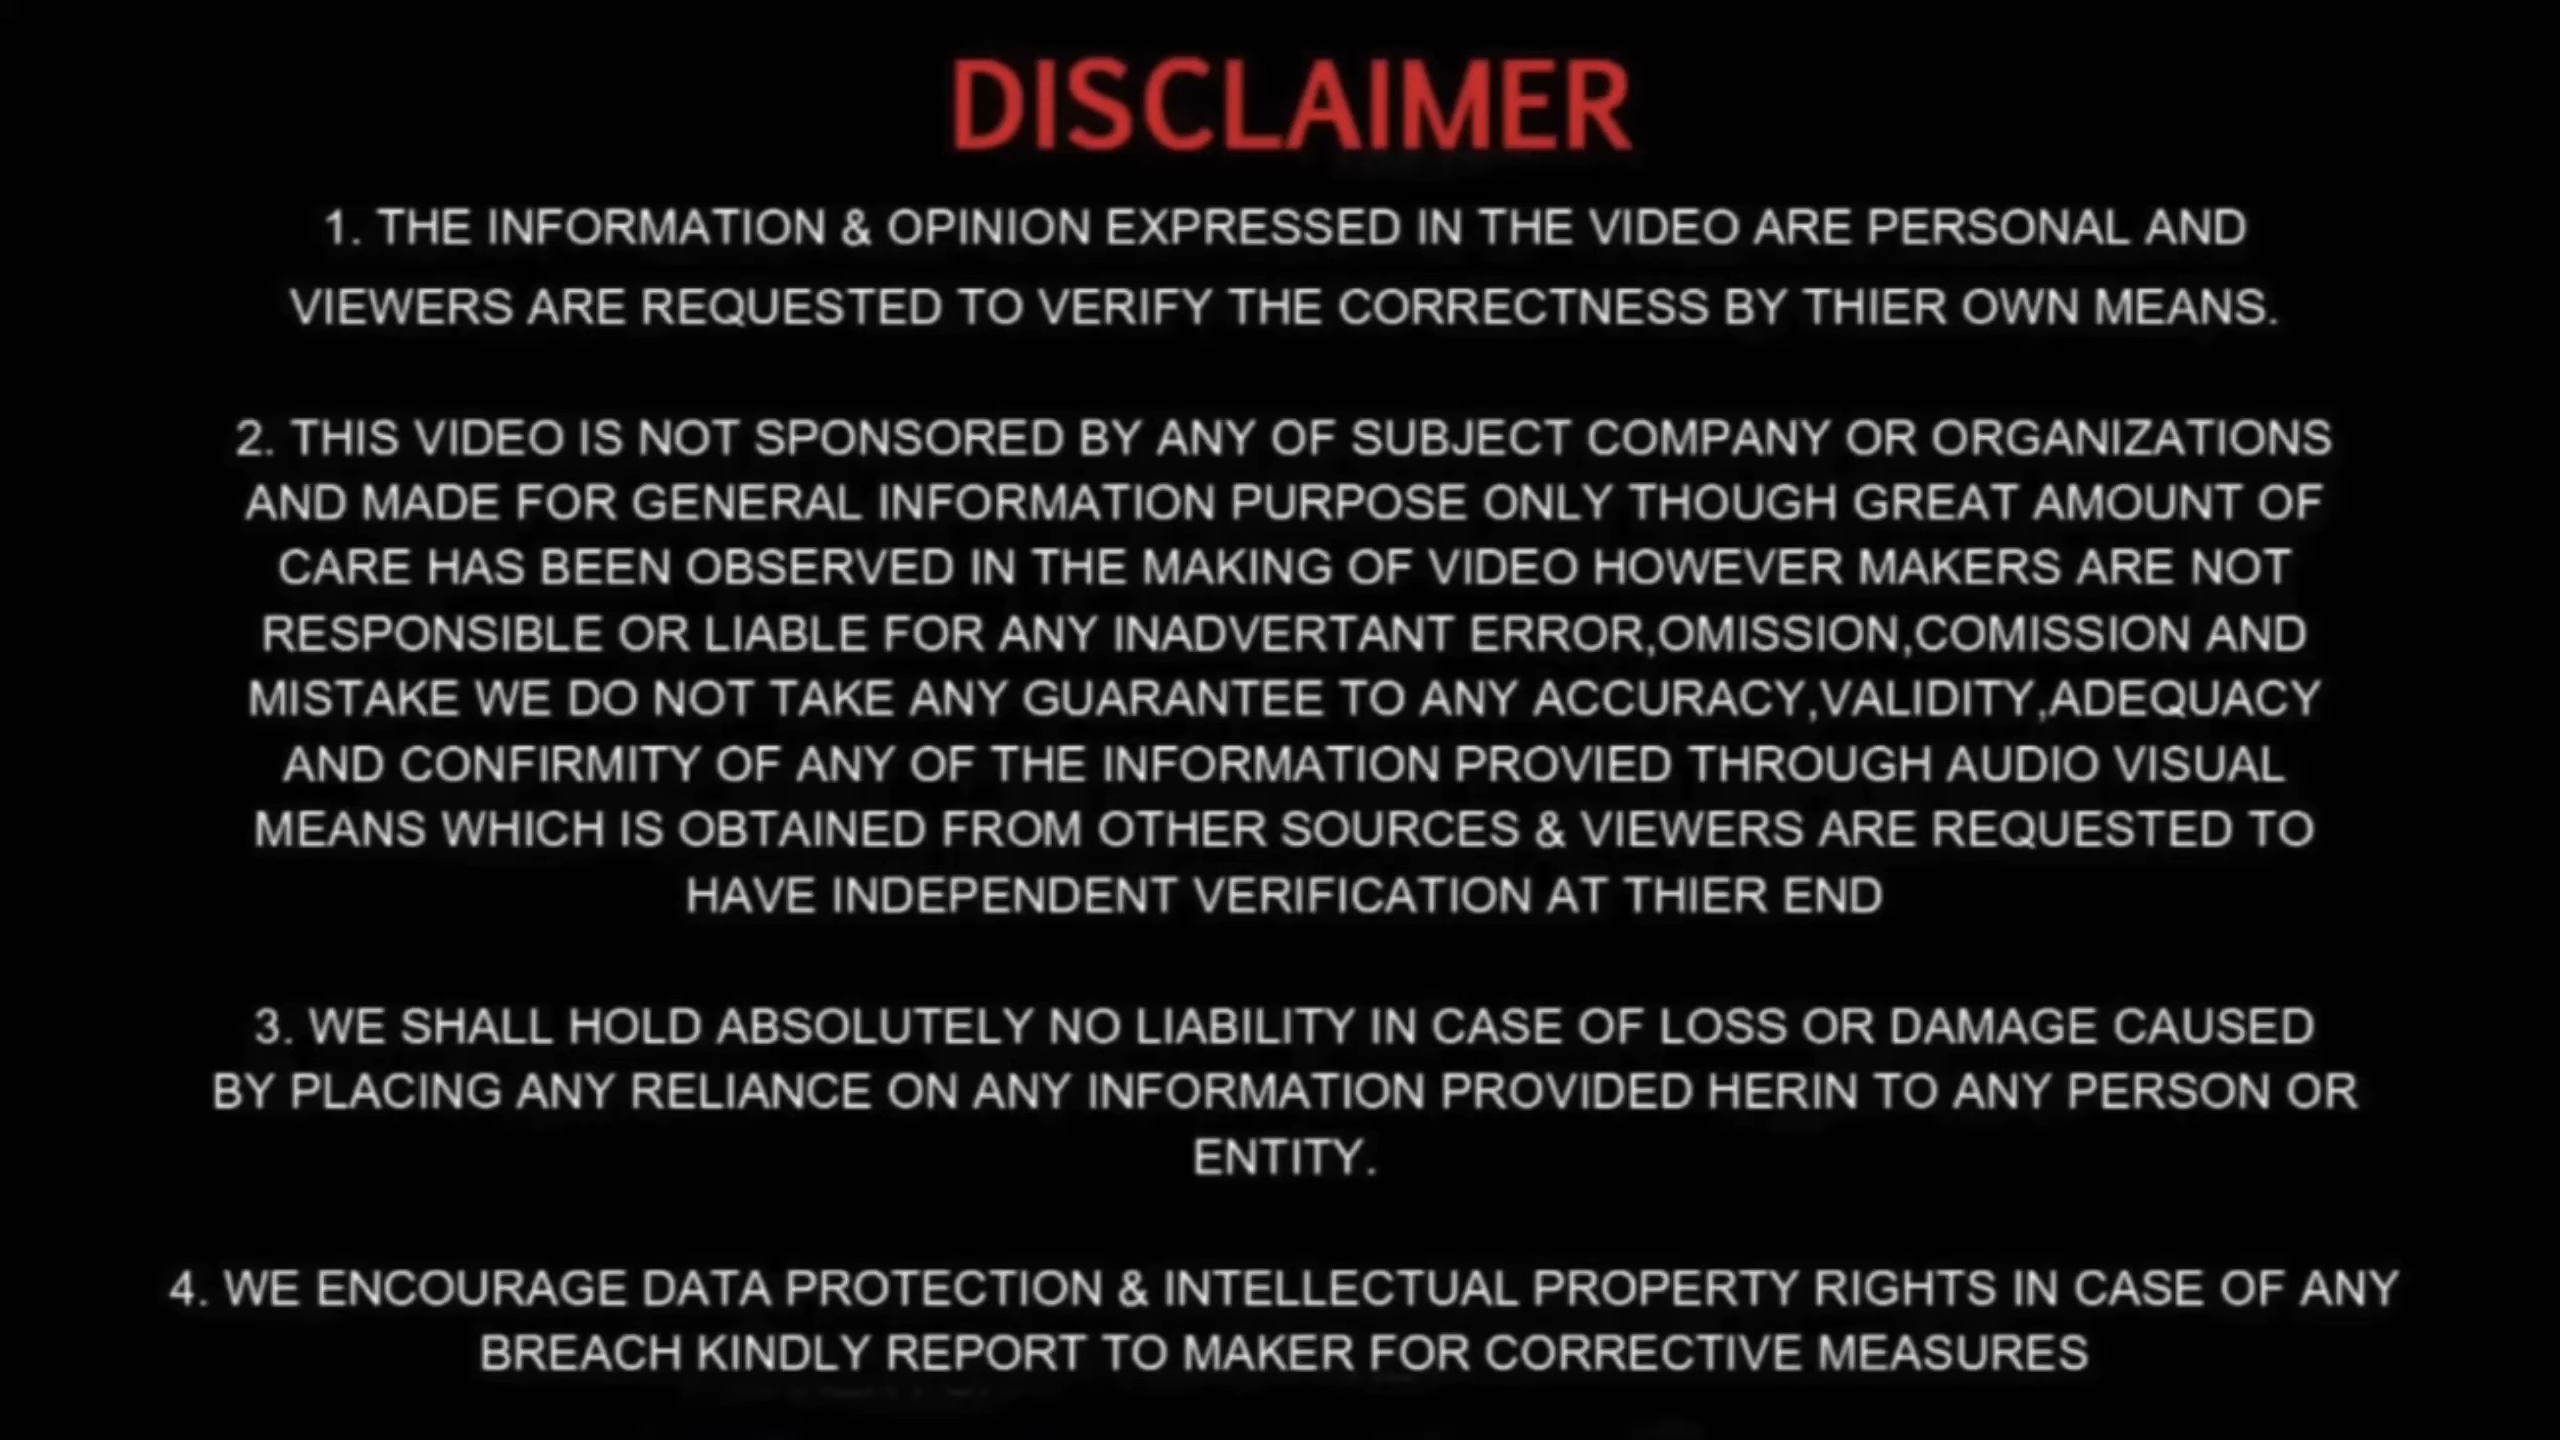 DISCLAIMER
1. THE INFORMATION & OPINION EXPRESSED IN THE VIDEO ARE PERSONAL AND
VIEWERS ARE REQUESTED TO VERIFY THE CORRECTNESS BY THIER OWN MEANS.
2. THIS VIDEO IS NOT SPONSORED BY ANY OF SUBJECT COMPANY OR ORGANIZATIONS
AND MADE FOR GENERAL INFORMATION PURPOSE ONLY THOUGH GREAT AMOUNT OF
CARE HAS BEEN OBSERVED IN THE MAKING OF VIDEO HOWEVER MAKERS ARE NOT
RESPONSIBLE OR LIABLE FOR ANY INADVERTANT ERROR,OMISSION,COMISSION AND
MISTAKE WE DO NOT TAKE ANY GUARANTEE TO ANY ACCURACY,VALIDITY,ADEQUACY
AND CONFIRMITY OF ANY OF THE INFORMATION PROVIED THROUGH AUDIO VISUAL
MEANS WHICH IS OBTAINED FROM OTHER SOURCES & VIEWERS ARE REQUESTED TO
HAVE INDEPENDENT VERIFICATION AT THIER END
3. WE SHALL HOLD ABSOLUTELY NO LIABILITY IN CASE OF LOSS OR DAMAGE CAUSED
BY PLACING ANY RELIANCE ON ANY INFORMATION PROVIDED HERIN TO ANY PERSON OR
ENTITY.
4. WE ENCOURAGE DATA PROTECTION & INTELLECTUAL PROPERTY RIGHTS IN CASE OF ANY
BREACH KINDLY REPORT TO MAKER FOR CORRECTIVE MEASURES